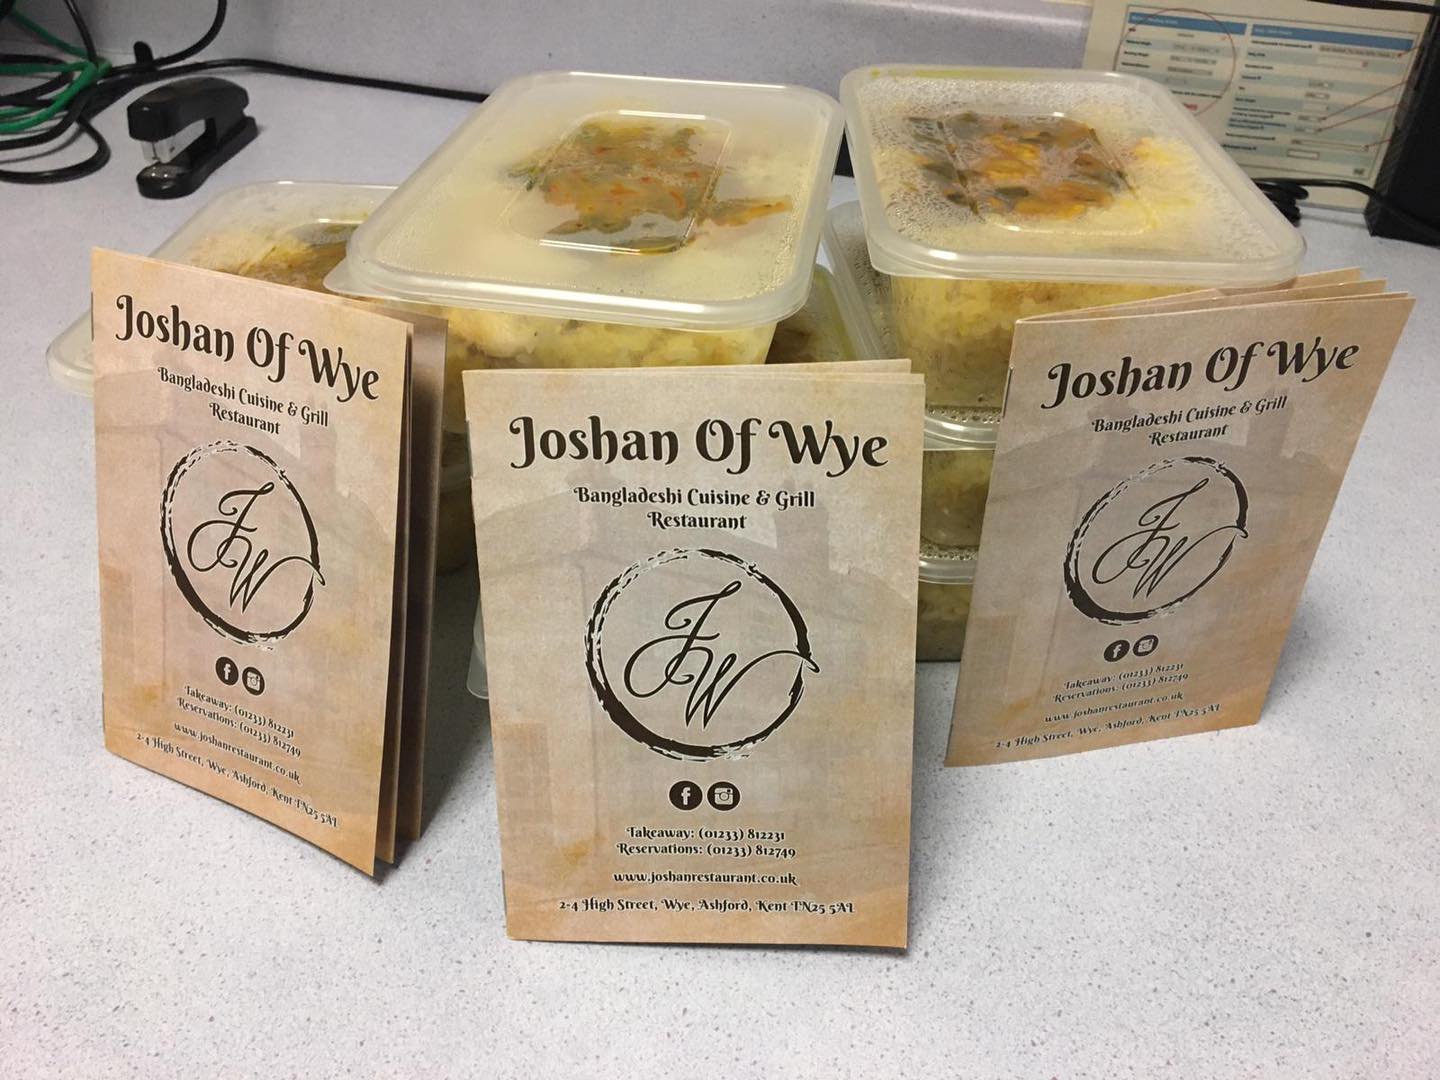 Joshan Of Wye
Bangladeshi Cuisine & Grill
Restaurant
JW
Takeaway: (01233) 812231
Reservations: (01233) 812749
www.joshanrestaurant.co.uk
2-4 High Street, Wye, Ashford, Kent TN25 5AL
Joshan Of Wye
Bangladeshi Cuisine & Grill
Restaurant
JW
Takeaway: (01233) 812231
Reservations: (01233) 812749
www.joshanrestaurant.co.uk
2-4 High Street, Wye, Ashford, Kent TN25 5AL
Joshan Of Wye
Bangladeshi Cuisine & Grill
Restaurant
JW
Takeaway: (01233) 812231
Reservations: (01233) 812749
www.joshanrestaurant.co.uk
2-4 High Street, Wye, Ashford, Kent TN25 5AL